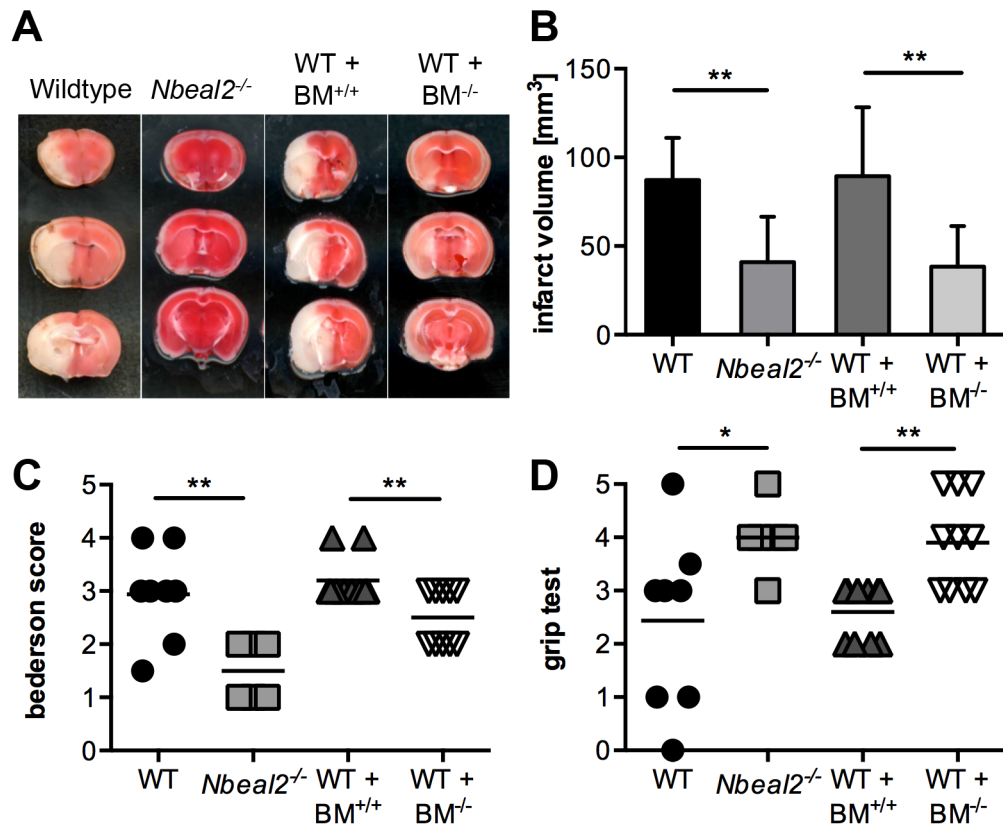 A
Wildtype
Nbeal2-/-
WT +
BM+/+
WT +
BM-/-
B
infarct volume [mm3]
150
100
50
0
**
**
WT
Nbeal2-/-
WT +
BM+/+
WT +
BM-/-
C
bederson score
5
4
3
2
1
0
**
**
WT
Nbeal2-/-
WT +
BM+/+
WT +
BM-/-
D
grip test
5
4
3
2
1
0
*
**
WT
Nbeal2-/-
WT +
BM+/+
WT +
BM-/-